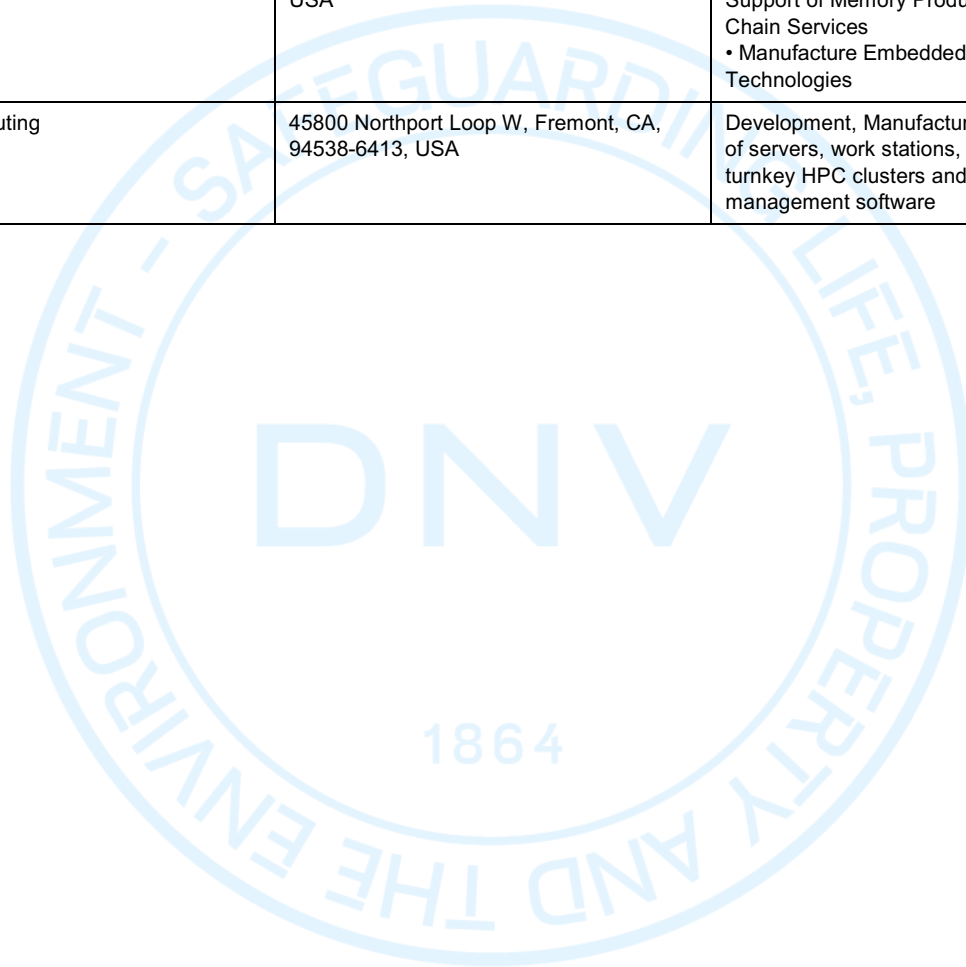 USA
Support of Memory Produ
Chain Services
• Manufacture Embedded
Technologies
uting
45800 Northport Loop W, Fremont, CA,
94538-6413, USA
Development, Manufactur
of servers, work stations,
turnkey HPC clusters and
management software
SAFEGUARDING LIFE, PROPERTY AND THE ENVIRONMENT -
DNV
1864